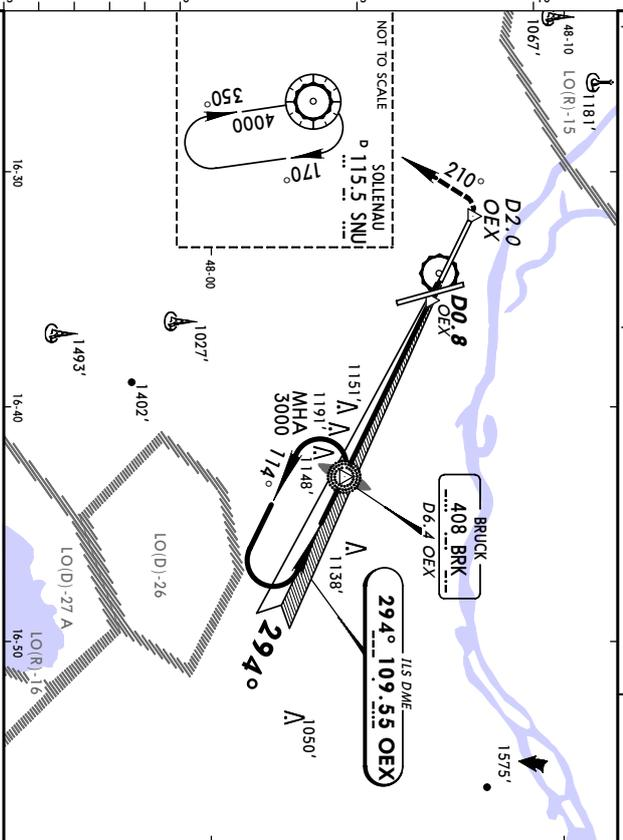 1067'
48-10
1181'
LO(R)-15
NOT TO SCALE
350°
4000
170°
SOLLENAU
D 115.5 SNU
210°
D2.0
OEX
16-30
48-00
D0.8
OEX
1027'
1493'
1402'
16-40
1151'
1191'
1148'
MHA
3000
114°
BRUCK
408 BRK
D6.4 OEX
1138'
ILS DME
294° 109.55 OEX
294°
LO(D)-26
LO(D)-27 A
LO(R)-16
16-50
1050'
1575'